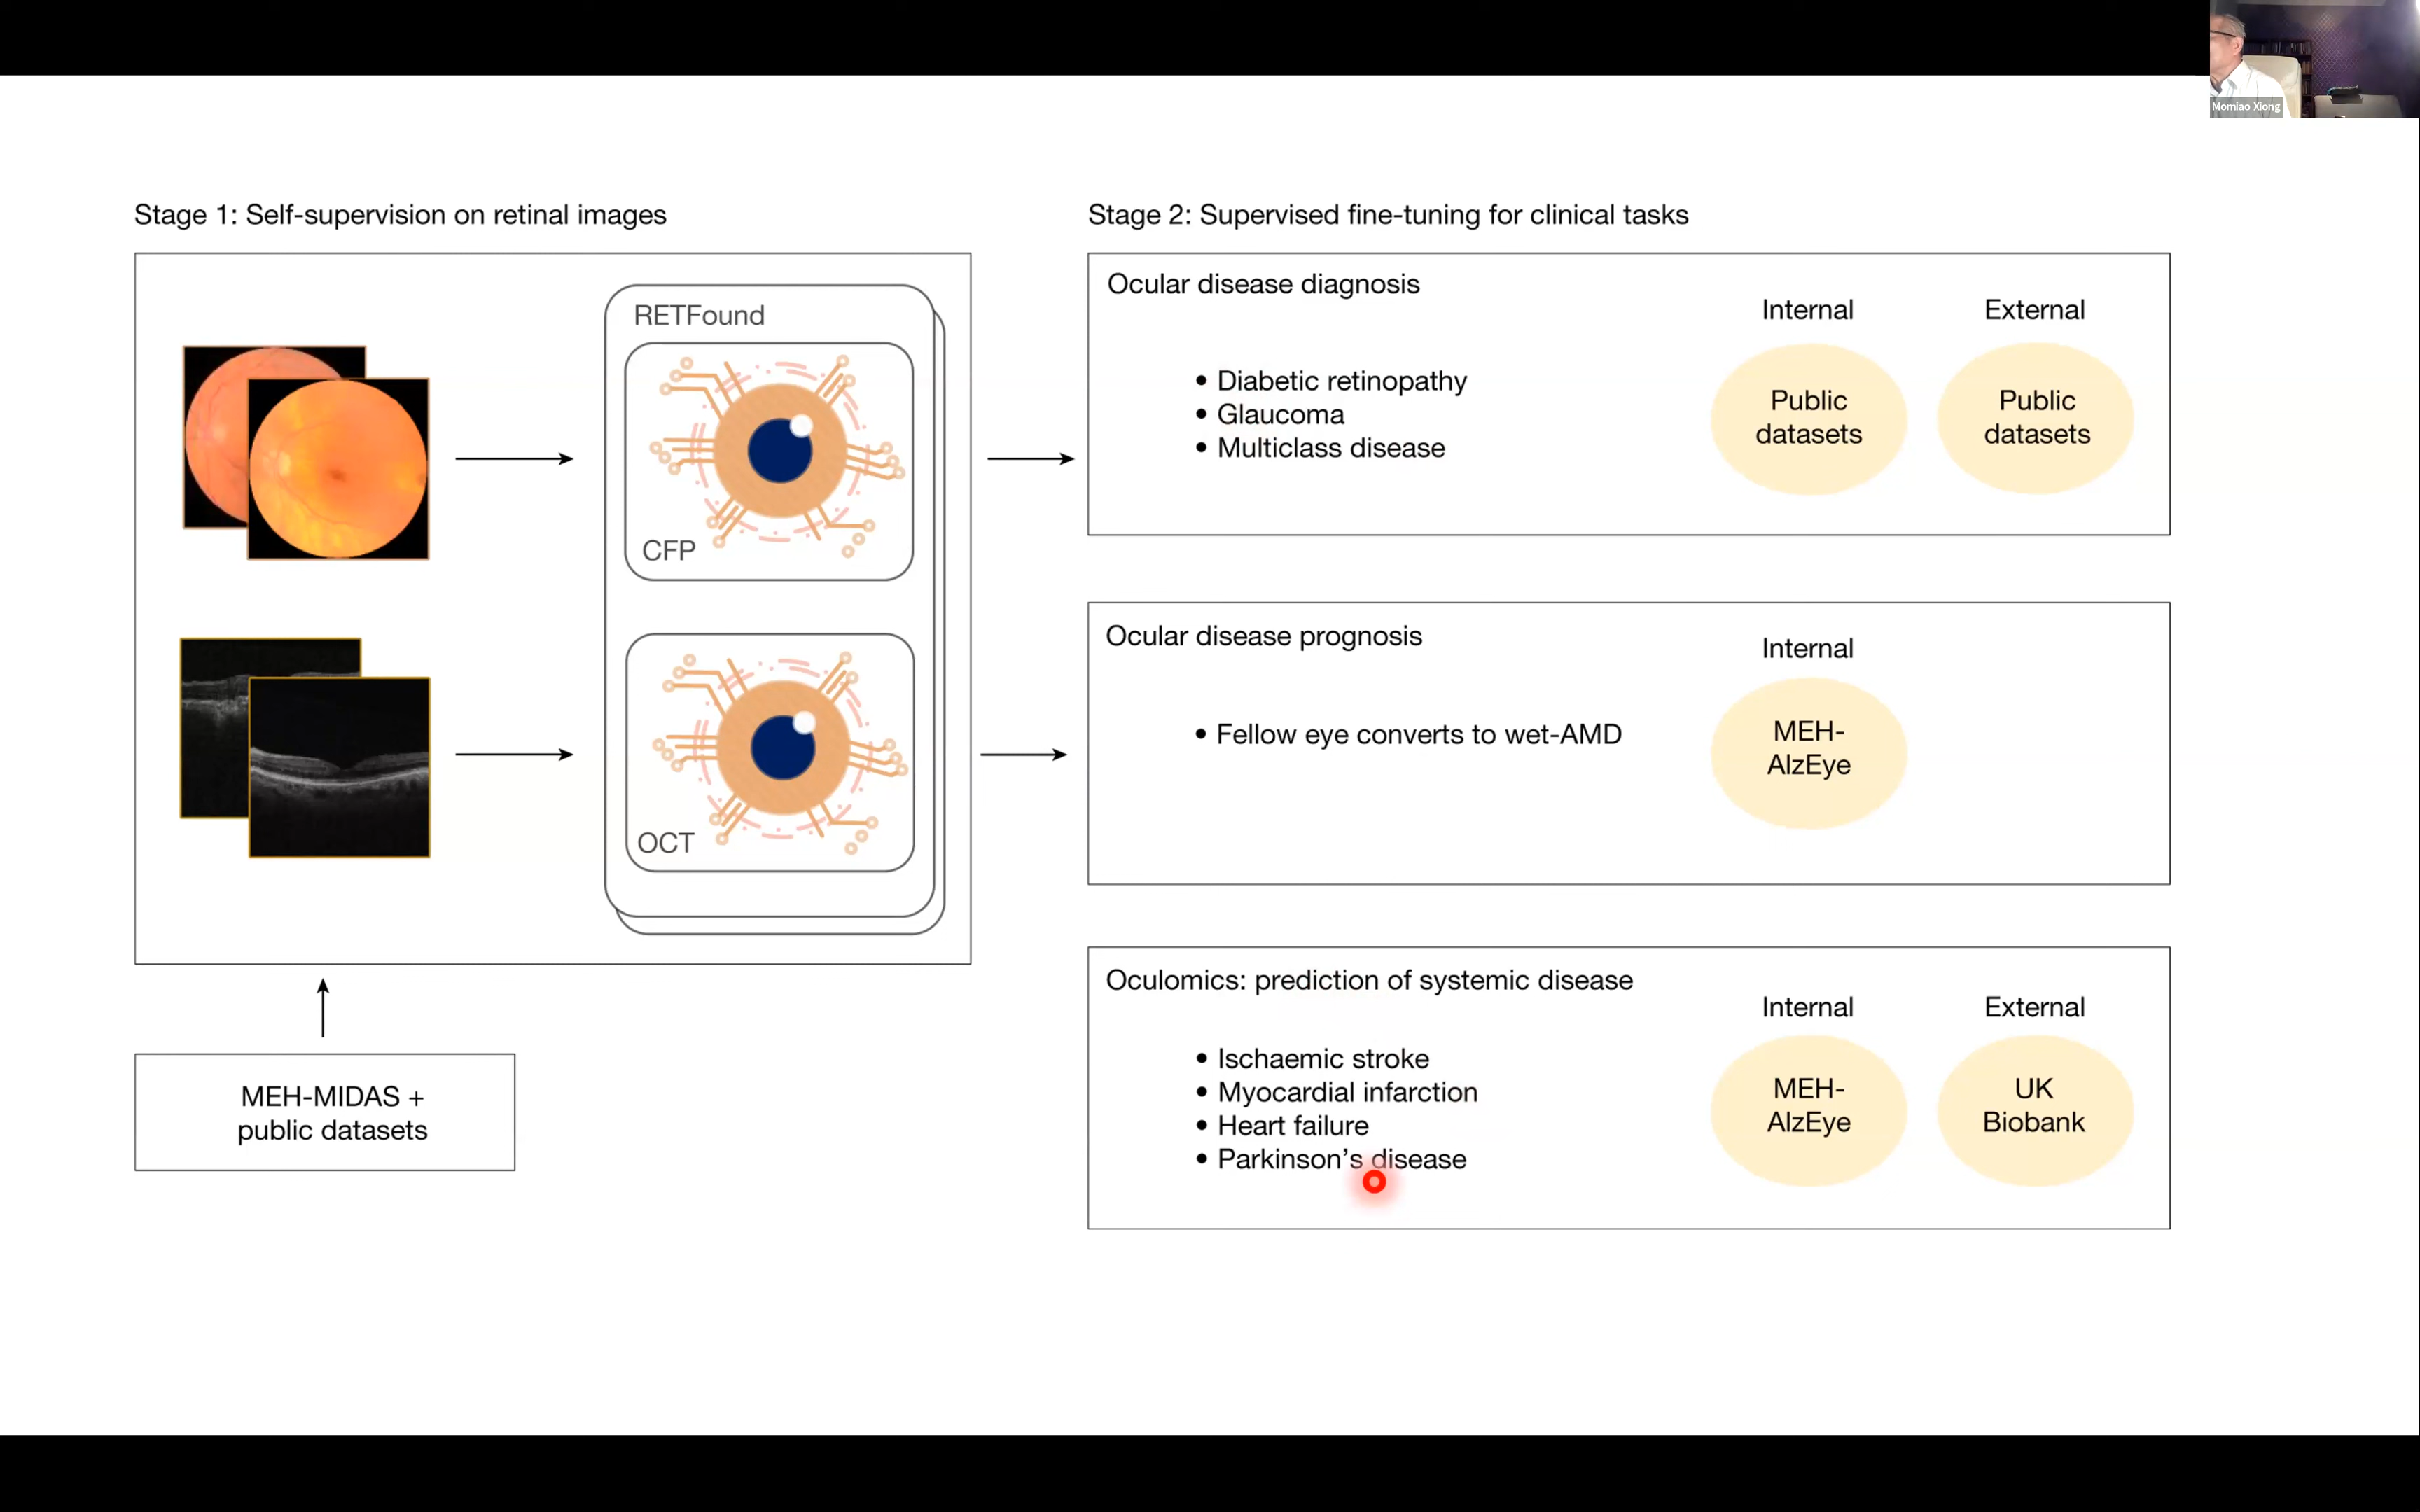 Momiao Xiong
Stage 1: Self-supervision on retinal images
RETFound
CFP
OCT
MEH-MIDAS +
public datasets
Stage 2: Supervised fine-tuning for clinical tasks
Ocular disease diagnosis
• Diabetic retinopathy
• Glaucoma
• Multiclass disease
Internal
Public
datasets
External
Public
datasets
Ocular disease prognosis
• Fellow eye converts to wet-AMD
Internal
MEH-
AlzEye
Oculomics: prediction of systemic disease
• Ischaemic stroke
• Myocardial infarction
• Heart failure
• Parkinson’s disease
Internal
MEH-
AlzEye
External
UK
Biobank